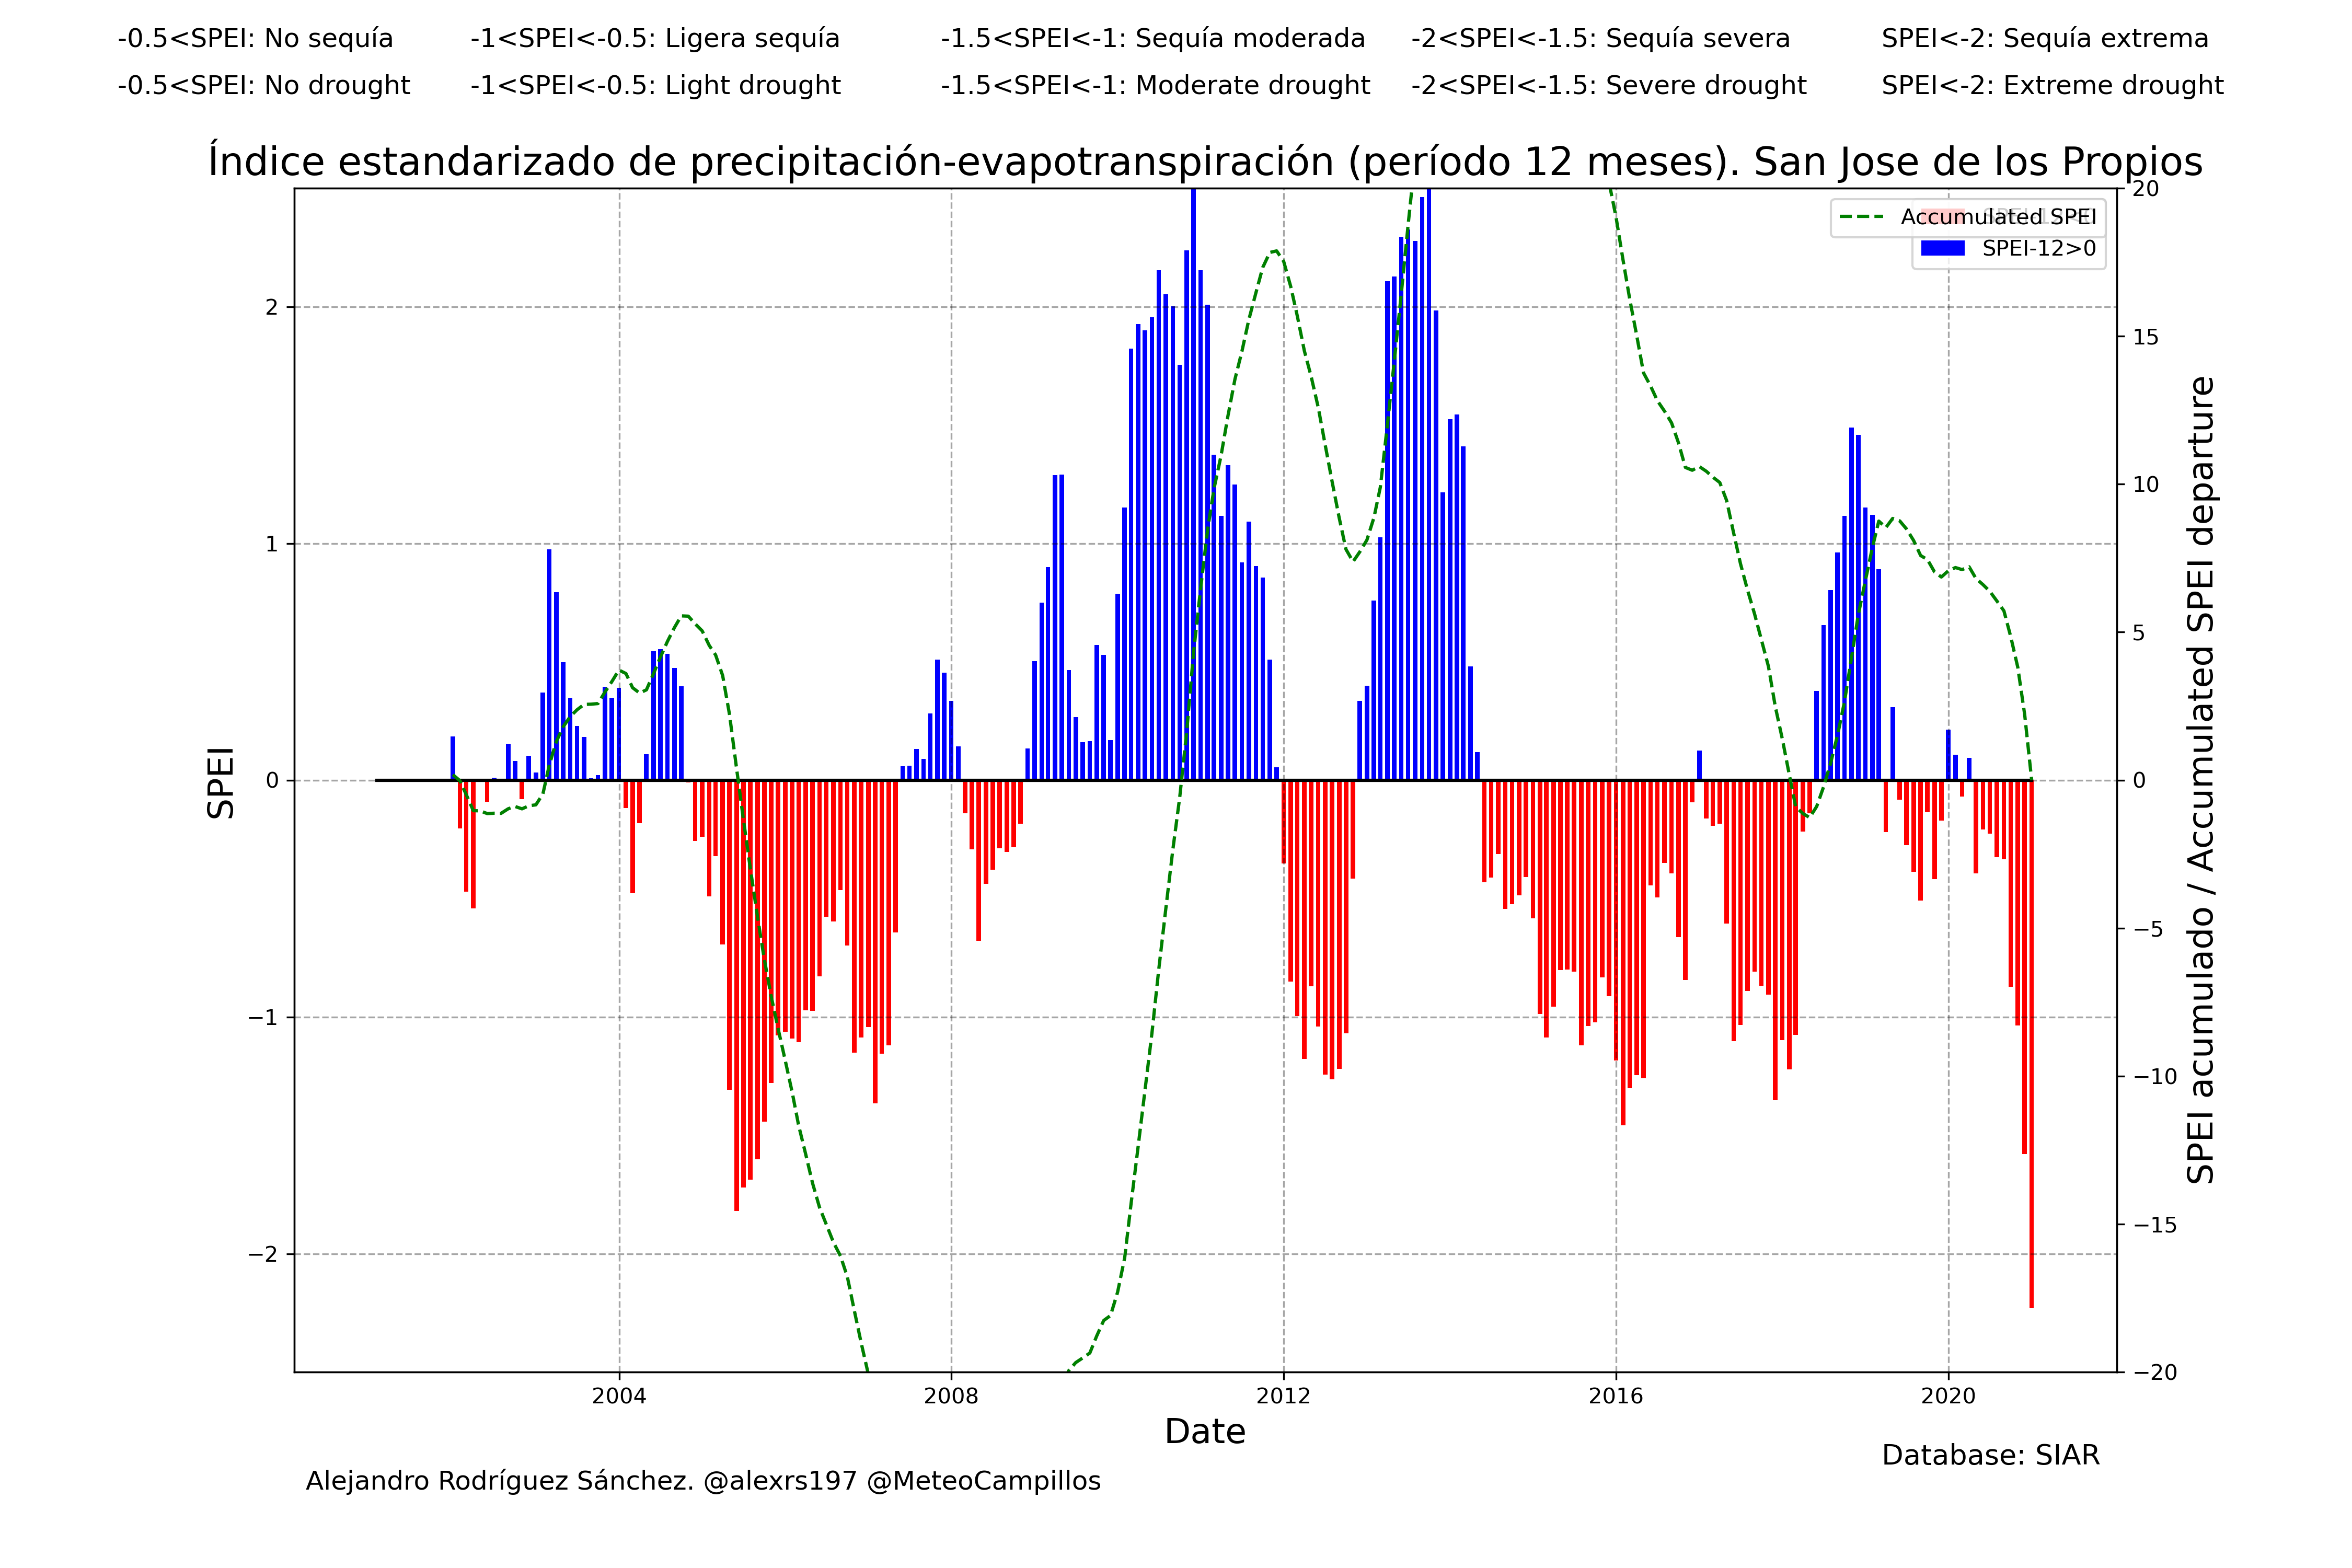 -0.5<SPEI: No sequía -1<SPEI<-0.5: Ligera sequía -1.5<SPEI<-1: Sequía moderada -2<SPEI<-1.5: Sequía severa SPEI<-2: Sequía extrema
-0.5<SPEI: No drought -1<SPEI<-0.5: Light drought -1.5<SPEI<-1: Moderate drought -2<SPEI<-1.5: Severe drought SPEI<-2: Extreme drought
Índice estandarizado de precipitación-evapotranspiración (período 12 meses). San Jose de los Propios
Accumulated SPEI
SPEI-12>0
SPEI
2
1
0
−1
−2
20
15
10
5
0
−5
−10
−15
−20
SPEI acumulado / Accumulated SPEI departure
2004 2008 2012 2016 2020
Date
Database: SIAR
Alejandro Rodríguez Sánchez. @alexrs197 @MeteoCampillos